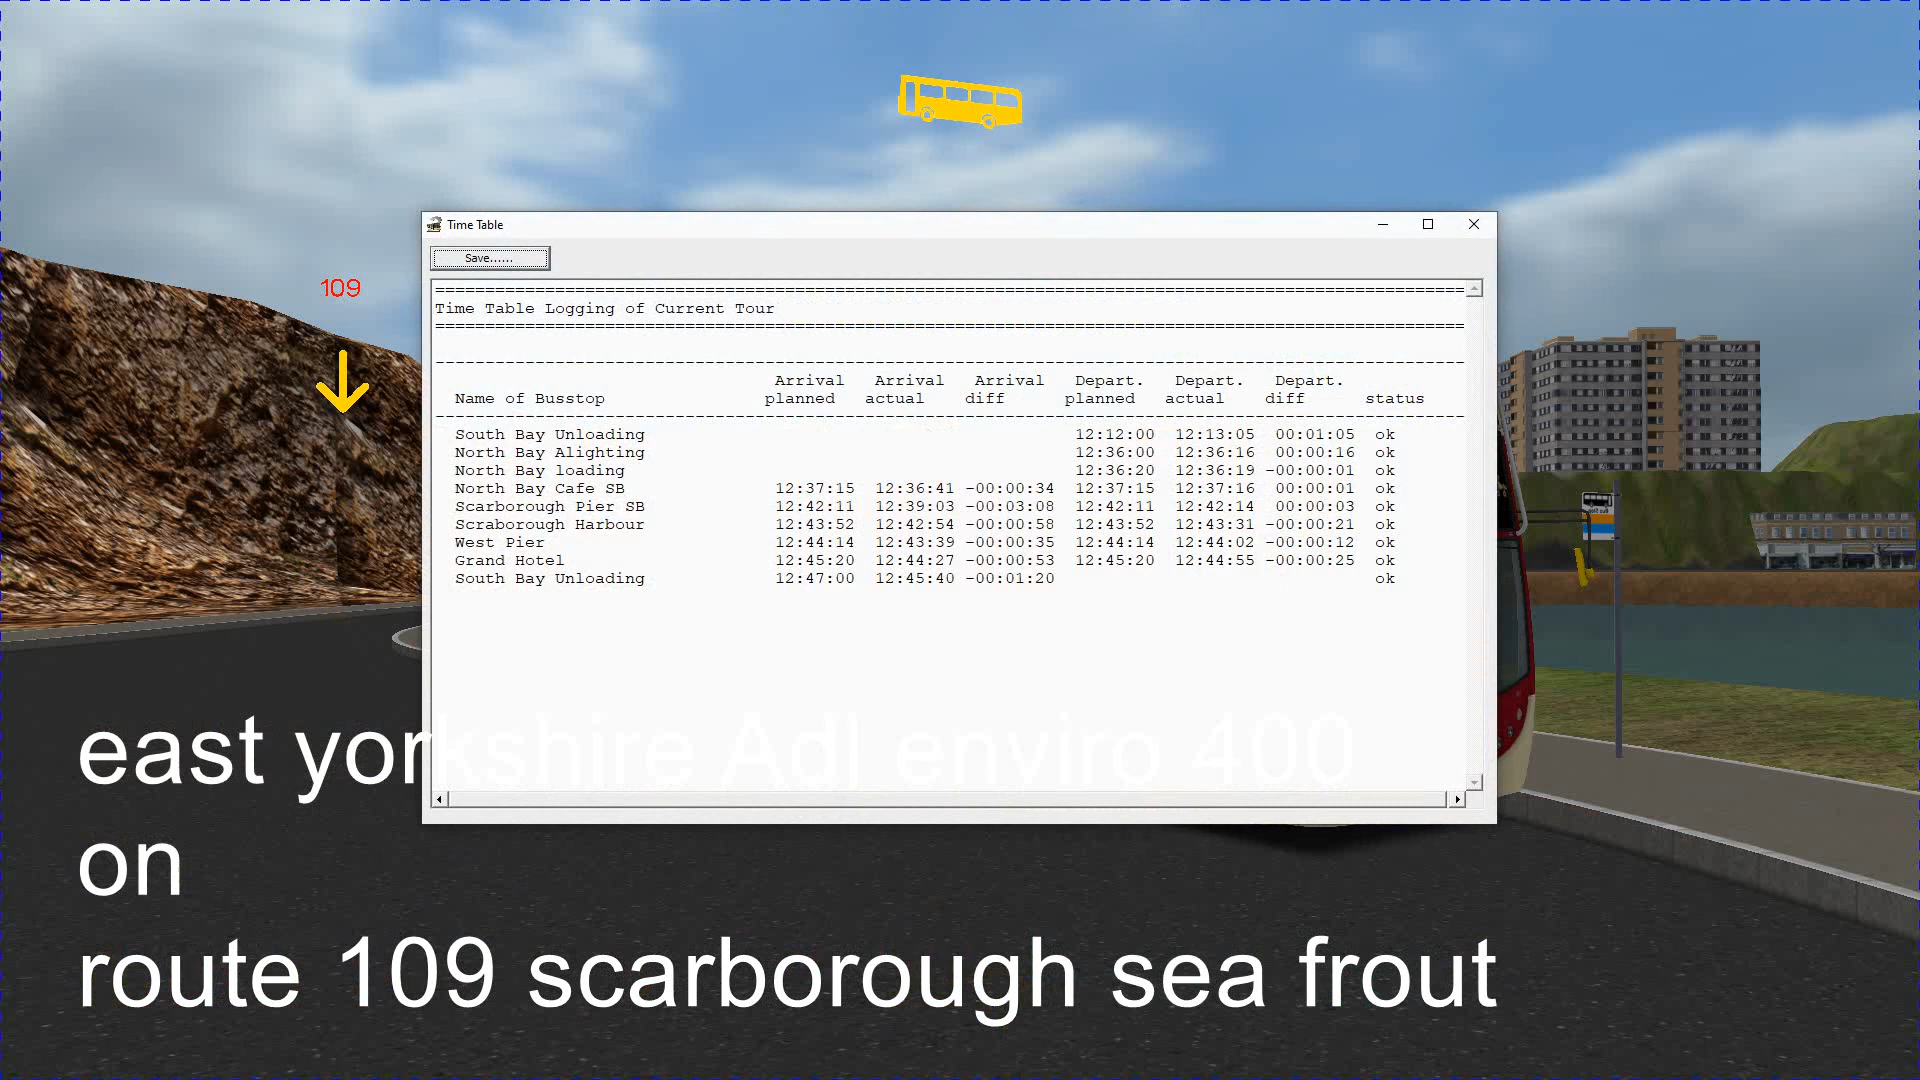 109
Time Table
Save......
Time Table Logging of Current Tour
Arrival Arrival Arrival Depart. Depart. Depart.
Name of Busstop planned actual diff planned actual diff status
South Bay Unloading 12:12:00 12:13:05 00:01:05 ok
North Bay Alighting 12:36:00 12:36:16 00:00:16 ok
North Bay loading 12:36:20 12:36:19 -00:00:01 ok
North Bay Cafe SB 12:37:15 12:36:41 -00:00:34 12:37:15 12:37:16 00:00:01 ok
Scarborough Pier SB 12:42:11 12:39:03 -00:03:08 12:42:11 12:42:14 00:00:03 ok
Scraborough Harbour 12:43:52 12:42:54 -00:00:58 12:43:52 12:43:31 -00:00:21 ok
West Pier 12:44:14 12:43:39 -00:00:35 12:44:14 12:44:02 -00:00:12 ok
Grand Hotel 12:45:20 12:44:27 -00:00:53 12:45:20 12:44:55 -00:00:25 ok
South Bay Unloading 12:47:00 12:45:40 -00:01:20 ok
east yorkshire Adl enviro 400
on
route 109 scarborough sea frout